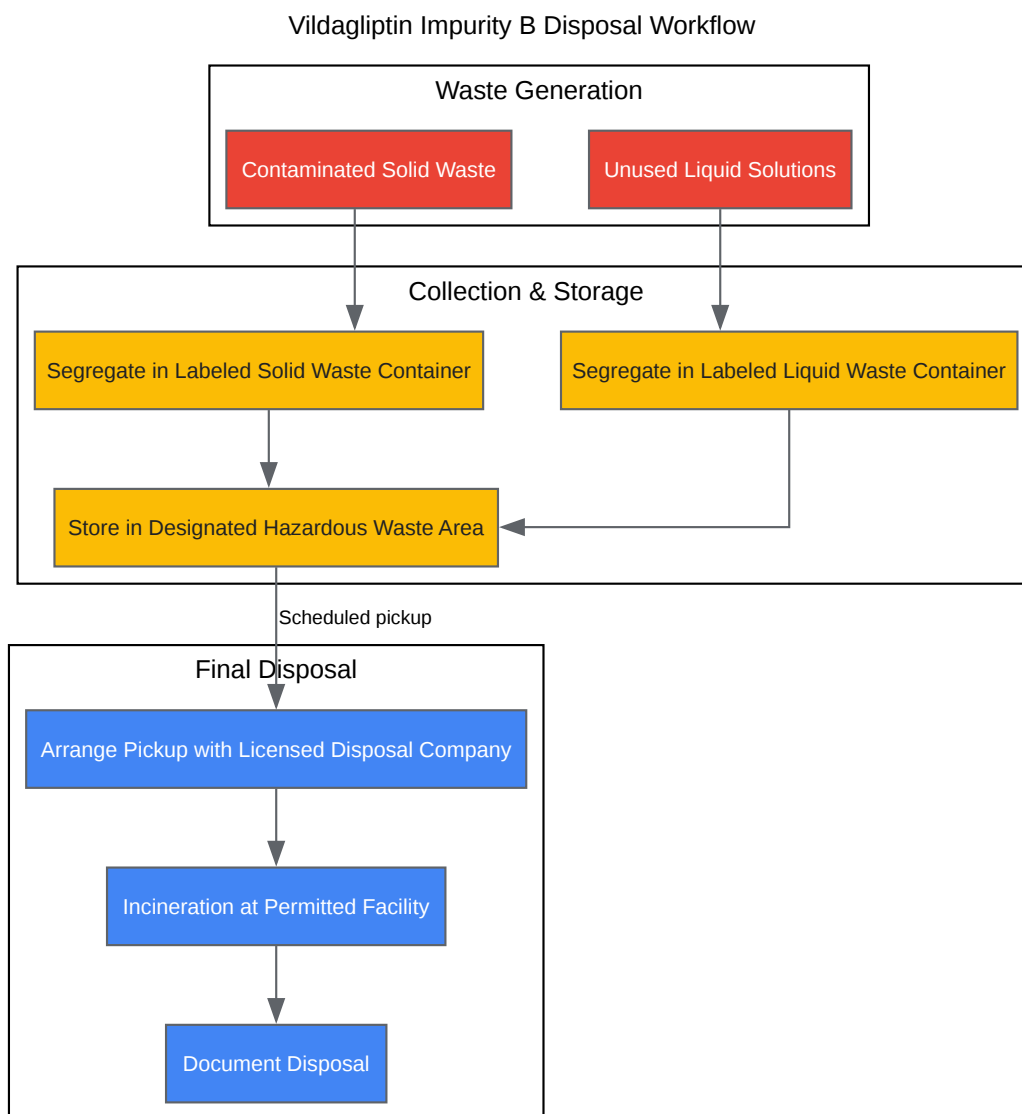 Vildagliptin Impurity B Disposal Workflow
Waste Generation
Contaminated Solid Waste
Unused Liquid Solutions
Collection & Storage
Segregate in Labeled Solid Waste Container
Segregate in Labeled Liquid Waste Container
Store in Designated Hazardous Waste Area
Scheduled pickup
Final Disposal
Arrange Pickup with Licensed Disposal Company
Incineration at Permitted Facility
Document Disposal